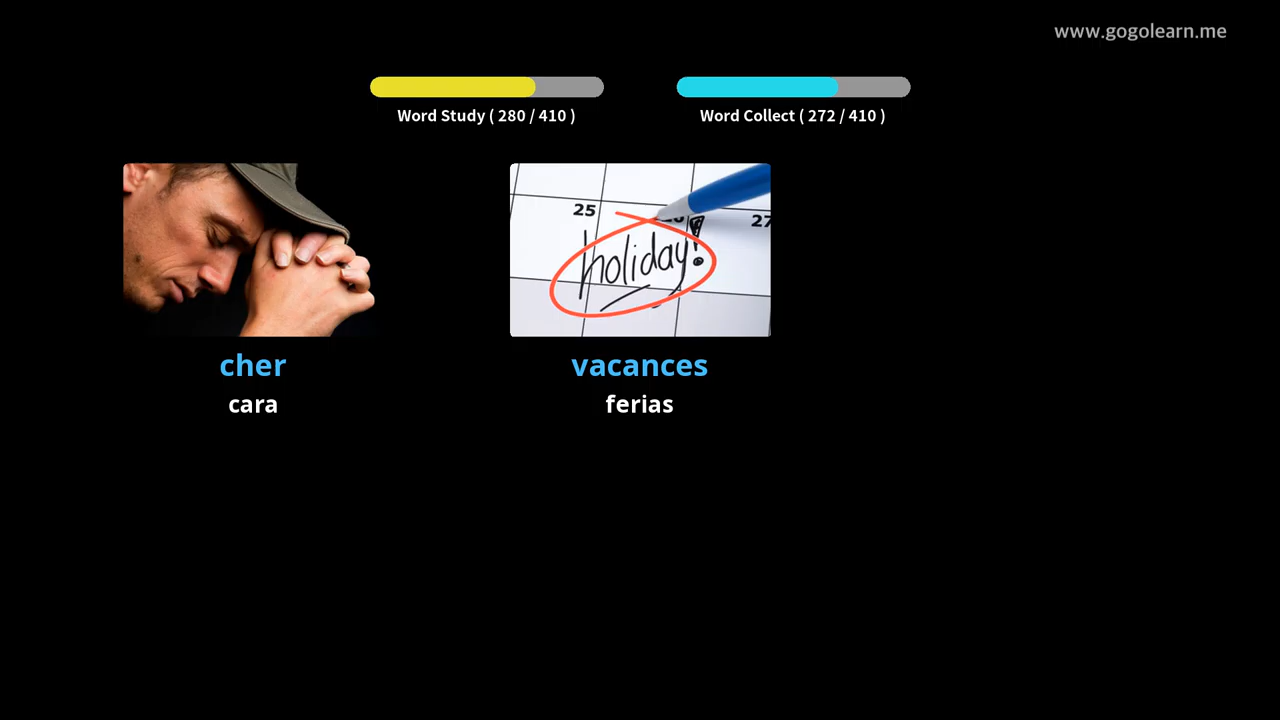 www.gogolearn.me
Word Study ( 280 / 410 )
Word Collect ( 272 / 410 )
25
27
holiday!
cher
vacances
cara
ferias